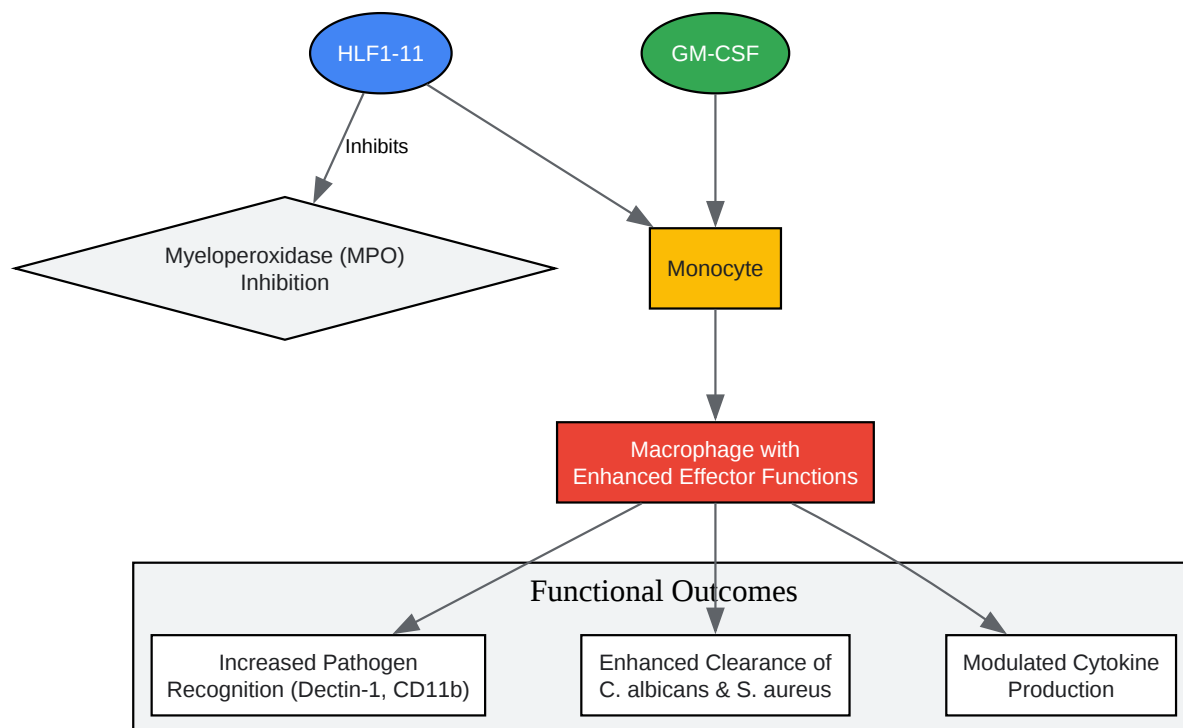 HLF1-11
GM-CSF
Inhibits
Myeloperoxidase (MPO)
Inhibition
Monocyte
Macrophage with
Enhanced Effector Functions
Functional Outcomes
Increased Pathogen
Recognition (Dectin-1, CD11b)
Enhanced Clearance of
C. albicans & S. aureus
Modulated Cytokine
Production